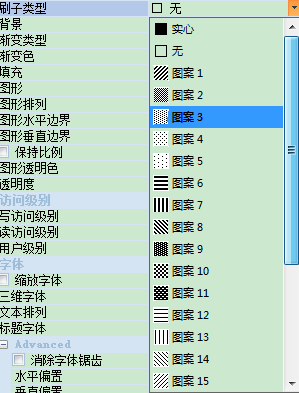 刷子类型 无
背景
渐变类型
渐变色
填充
图形
图形排列
图形水平边界
图形垂直边界
保持比例
图形透明色
透明度
访问级别
写访问级别
读访问级别
用户级别
字体
缩放字体
三维字体
文本排列
标题字体
Advanced
消除字体锯齿
水平偏置
垂直偏置
实心
无
图案 1
图案 2
图案 3
图案 4
图案 5
图案 6
图案 7
图案 8
图案 9
图案 10
图案 11
图案 12
图案 13
图案 14
图案 15